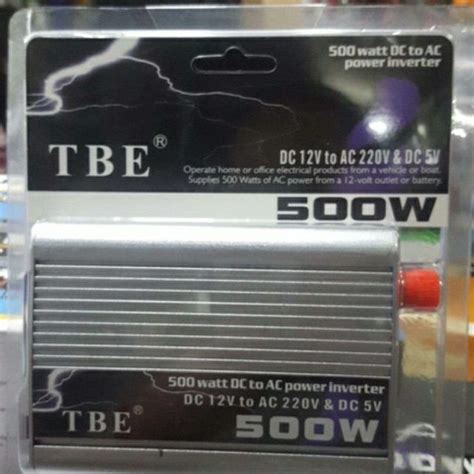 500 watt DC to AC
power inverter
TBE®
DC 12V to AC 220V & DC 5V
Operate home or office electrical products from a vehicle or boat.
Supplies 500 Watts of AC power from a 12-volt outlet or battery.
500W
500 watt DC to AC power inverter
DC 12V to AC 220V & DC 5V
TBE®
500W